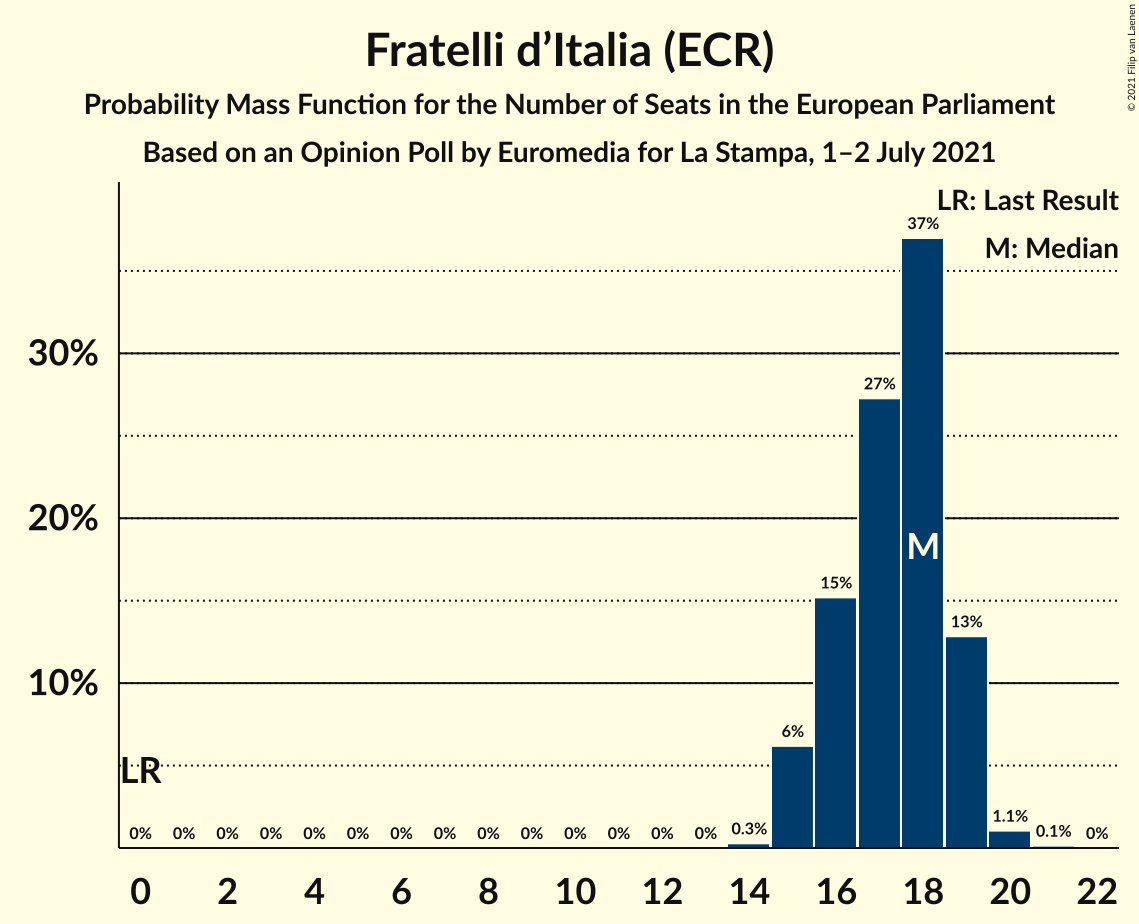 Fratelli d’Italia (ECR)
Probability Mass Function for the Number of Seats in the European Parliament
Based on an Opinion Poll by Euromedia for La Stampa, 1–2 July 2021
© 2021 Filip van Laenen
LR: Last Result
M: Median
37%
30%
27%
20%
M
15%
13%
10%
6%
LR
0% 0% 0% 0% 0% 0% 0% 0% 0% 0% 0% 0% 0% 0% 0.3% 1.1% 0.1% 0%
0 2 4 6 8 10 12 14 16 18 20 22